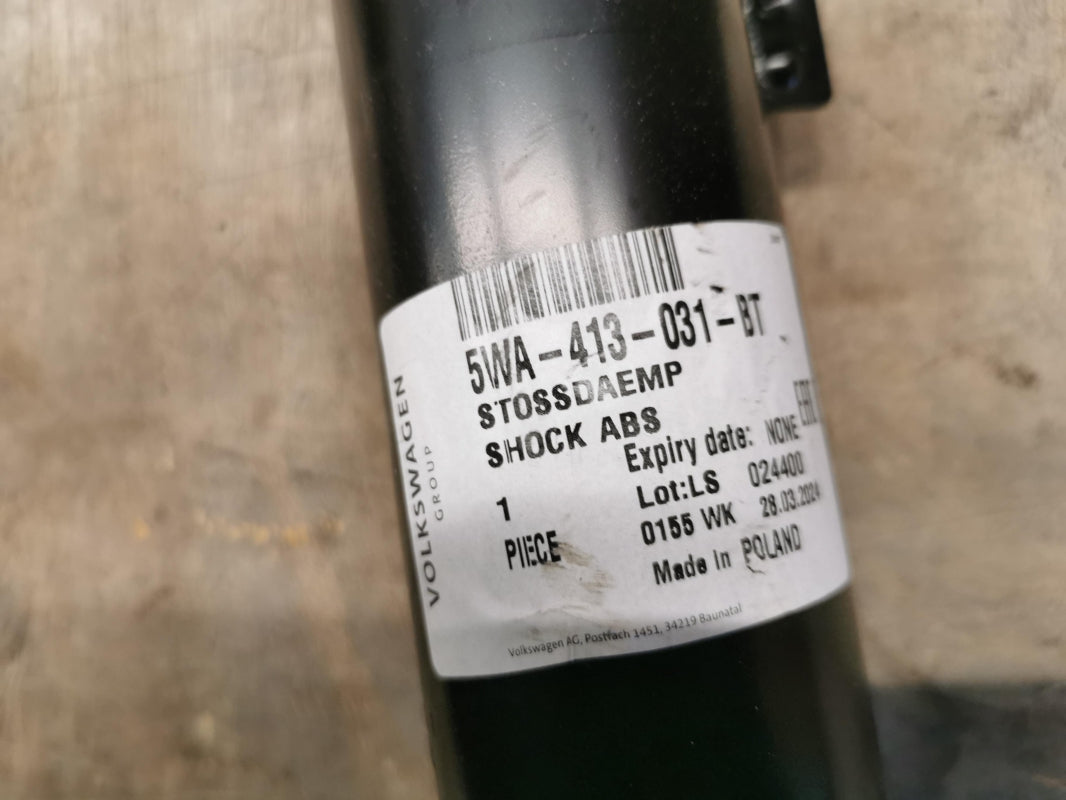 5WA-413-031-BT
STOSSDAEMP
SHOCK ABS
EAC
Expiry date: NONE
1
Lot:LS 024400
PIECE
0155 WK 28.03.2024
Made In POLAND
Volkswagen AG, Postfach 1451, 34219 Baunatal
VOLKSWAGEN
GROUP